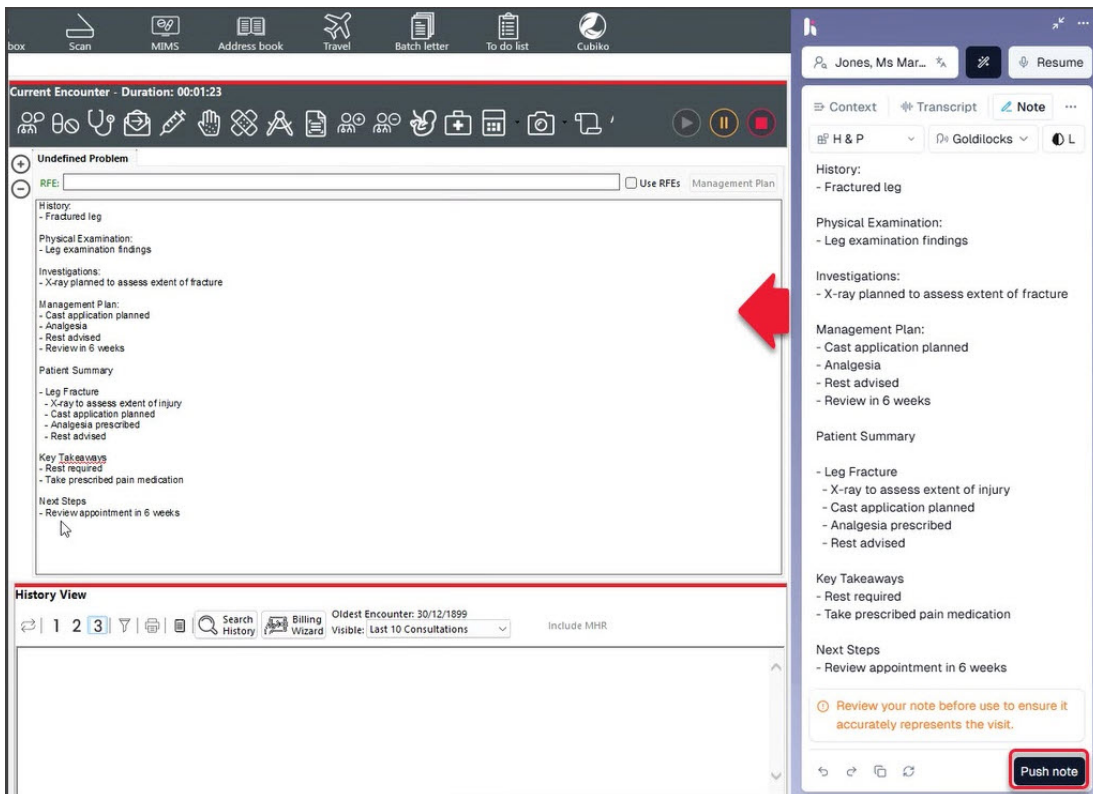 box Scan MIMS Address book Travel Batch letter To do list Cubiko
Current Encounter - Duration: 00:01:23
Undefined Problem
RFE: Use RFEs Management Plan
History:
- Fractured leg
Physical Examination:
- Leg examination findings
Investigations:
- X-ray planned to assess extent of fracture
Management Plan:
- Cast application planned
- Analgesia
- Rest advised
- Review in 6 weeks
Patient Summary
- Leg Fracture
- X-ray to assess extent of injury
- Cast application planned
- Analgesia prescribed
- Rest advised
Key Takeaways
- Rest required
- Take prescribed pain medication
Next Steps
- Review appointment in 6 weeks
History View
1 2 3 Search History Billing Wizard
Oldest Encounter: 30/12/1899
Visible: Last 10 Consultations Include MHR
Jones, Ms Mar... Resume
Context Transcript Note ...
H & P Goldilocks L
History:
- Fractured leg
Physical Examination:
- Leg examination findings
Investigations:
- X-ray planned to assess extent of fracture
Management Plan:
- Cast application planned
- Analgesia
- Rest advised
- Review in 6 weeks
Patient Summary
- Leg Fracture
- X-ray to assess extent of injury
- Cast application planned
- Analgesia prescribed
- Rest advised
Key Takeaways
- Rest required
- Take prescribed pain medication
Next Steps
- Review appointment in 6 weeks
Review your note before use to ensure it
accurately represents the visit.
Push note